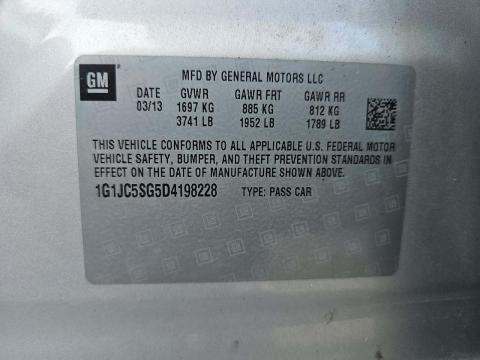 GM
MFD BY GENERAL MOTORS LLC
DATE GVWR GAWR FRT GAWR RR
03/13 1697 KG 885 KG 812 KG
3741 LB 1952 LB 1789 LB
THIS VEHICLE CONFORMS TO ALL APPLICABLE U.S. FEDERAL MOTOR
VEHICLE SAFETY, BUMPER, AND THEFT PREVENTION STANDARDS IN
EFFECT ON THE DATE OF MANUFACTURE SHOWN ABOVE.
1G1JC5SG5D4198228 TYPE: PASS CAR